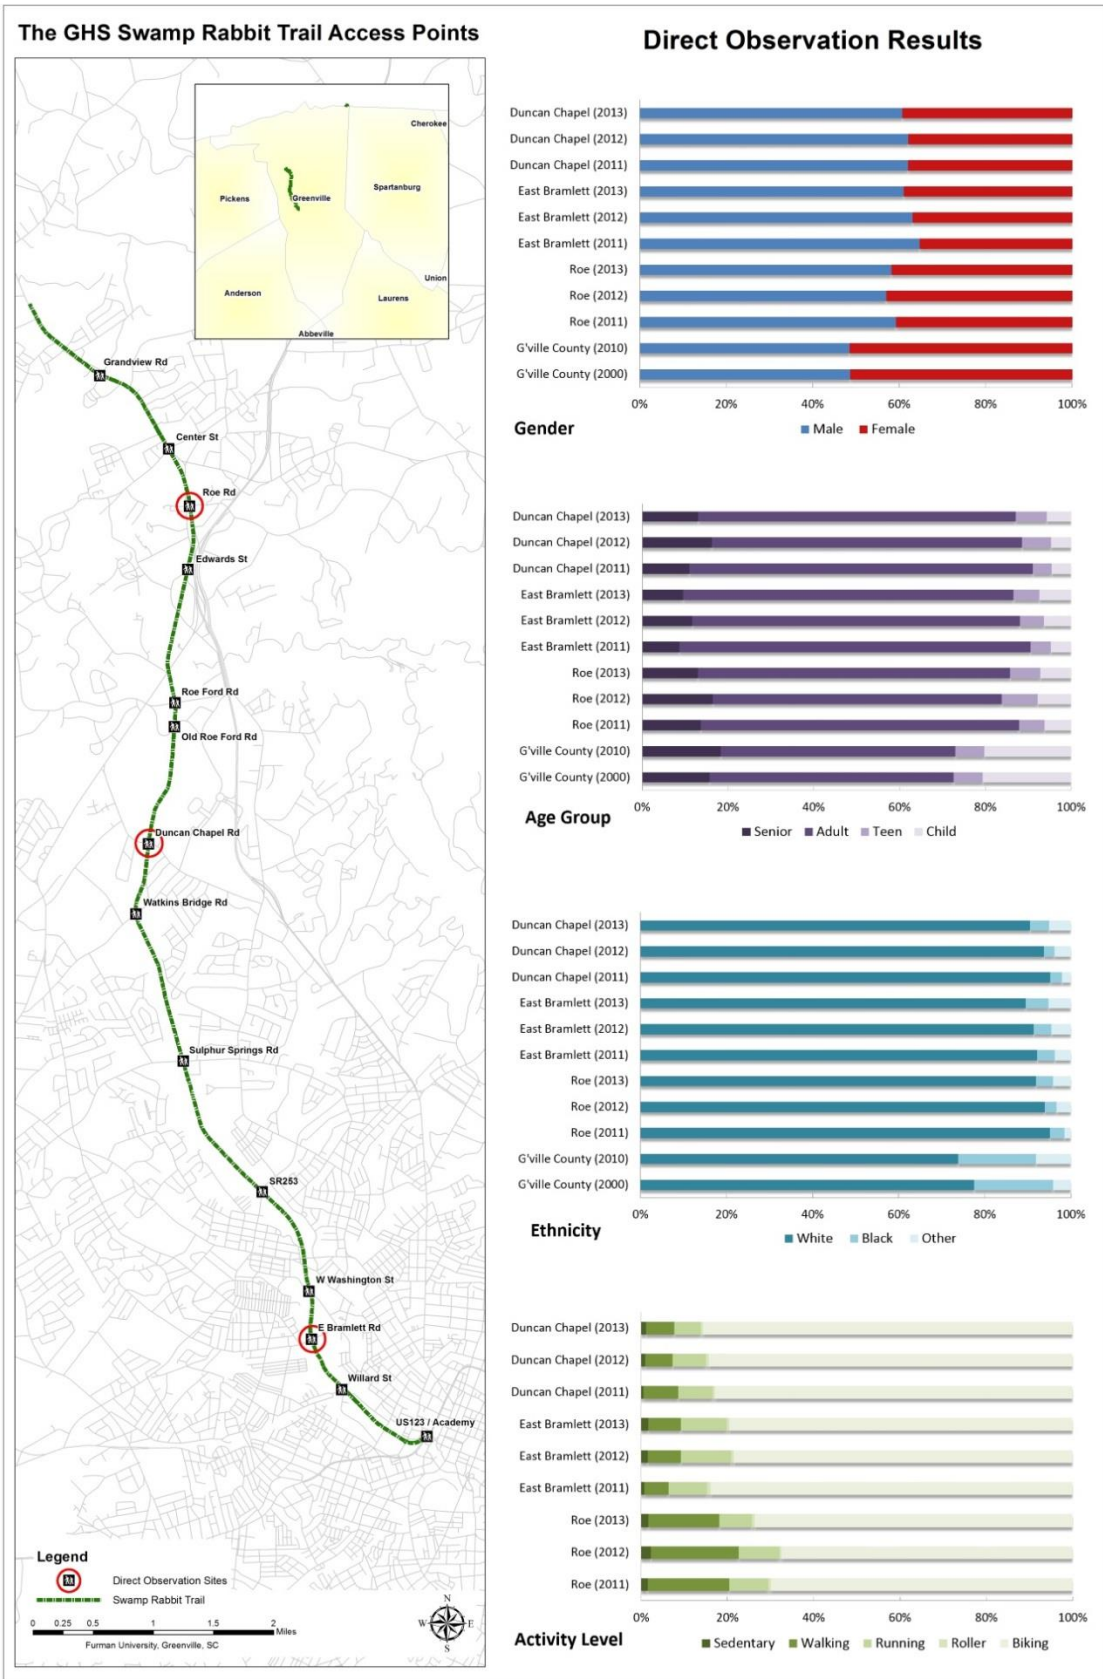 The GHS Swamp Rabbit Trail Access Points
Cherokee
Pickens
Greenville
Spartanburg
Union
Anderson
Laurens
Abbeville
Grandview Rd
Center St
Roe Rd
Edwards St
Roe Ford Rd
Old Roe Ford Rd
Duncan Chapel Rd
Watkins Bridge Rd
Sulphur Springs Rd
SR253
W Washington St
E Bramlett Rd
Willard St
US123 / Academy
Legend
Direct Observation Sites
Swamp Rabbit Trail
0 0.25 0.5 1 1.5 2
Miles
Furman University, Greenville, SC
N
W E
S
Direct Observation Results
Duncan Chapel (2013)
Duncan Chapel (2012)
Duncan Chapel (2011)
East Bramlett (2013)
East Bramlett (2012)
East Bramlett (2011)
Roe (2013)
Roe (2012)
Roe (2011)
G'ville County (2010)
G'ville County (2000)
0% 20% 40% 60% 80% 100%
Gender
Male Female
Duncan Chapel (2013)
Duncan Chapel (2012)
Duncan Chapel (2011)
East Bramlett (2013)
East Bramlett (2012)
East Bramlett (2011)
Roe (2013)
Roe (2012)
Roe (2011)
G'ville County (2010)
G'ville County (2000)
0% 20% 40% 60% 80% 100%
Age Group
Senior Adult Teen Child
Duncan Chapel (2013)
Duncan Chapel (2012)
Duncan Chapel (2011)
East Bramlett (2013)
East Bramlett (2012)
East Bramlett (2011)
Roe (2013)
Roe (2012)
Roe (2011)
G'ville County (2010)
G'ville County (2000)
0% 20% 40% 60% 80% 100%
Ethnicity
White Black Other
Duncan Chapel (2013)
Duncan Chapel (2012)
Duncan Chapel (2011)
East Bramlett (2013)
East Bramlett (2012)
East Bramlett (2011)
Roe (2013)
Roe (2012)
Roe (2011)
0% 20% 40% 60% 80% 100%
Activity Level
Sedentary Walking Running Roller Biking